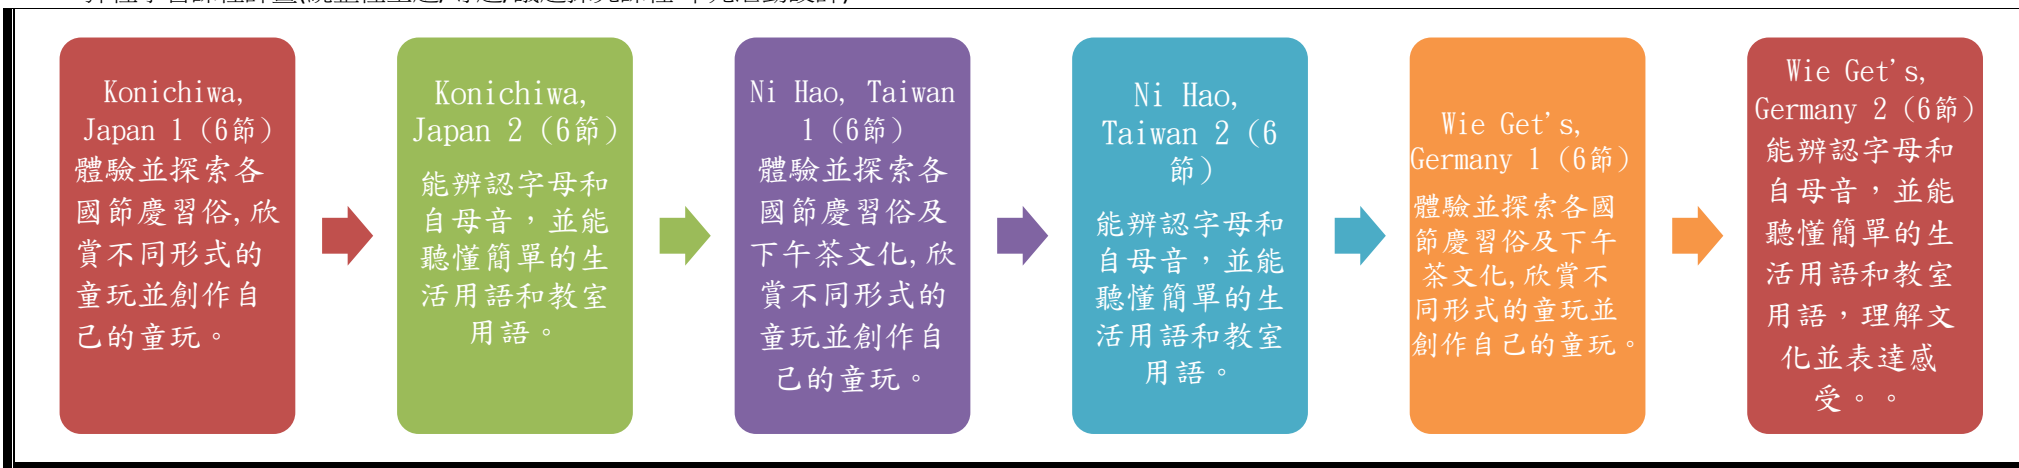 Konichiwa,
Japan 1 (6節)
體驗並探索各
國節慶習俗,欣
賞不同形式的
童玩並創作自
己的童玩。
Konichiwa,
Japan 2 (6節)
能辨認字母和
自母音，並能
聽懂簡單的生
活用語和教室
用語。
Ni Hao, Taiwan
1 (6節)
體驗並探索各
國節慶習俗及
下午茶文化,欣
賞不同形式的
童玩並創作自
己的童玩。
Ni Hao,
Taiwan 2 (6
節)
能辨認字母和
自母音，並能
聽懂簡單的生
活用語和教室
用語。
Wie Get's,
Germany 1 (6節)
體驗並探索各國
節慶習俗及下午
茶文化,欣賞不
同形式的童玩並
創作自己的童玩。
Wie Get's,
Germany 2 (6節)
能辨認字母和
自母音，並能
聽懂簡單的生
活用語和教室
用語，理解文
化並表達感
受。。